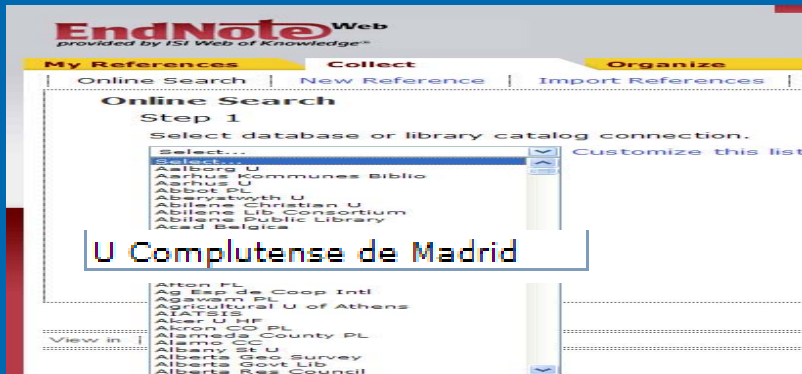 EndNote Web
provided by ISI Web of Knowledge
My References Collect Organize
Online Search | New Reference | Import References |
Online Search
Step 1
Select database or library catalog connection.
Select... Customize this list
Select...
Aalborg U
Aarhus Kommunes Biblio
Aarhus U
Abbot PL
Aberystwyth U
Abilene Christian U
Abilene Lib Consortium
Abilene Public Library
Acad Belgica
U Complutense de Madrid
Afton FL
Ag Esp de Coop Intl
Agawam PL
Agricultural U of Athens
AIATSIS
Aker U HF
Akron CO PL
Alameda County PL
Alamo CC
Albany St U
Alberta Geo Survey
Alberta Govt Lib
Alberta Res Council
View in